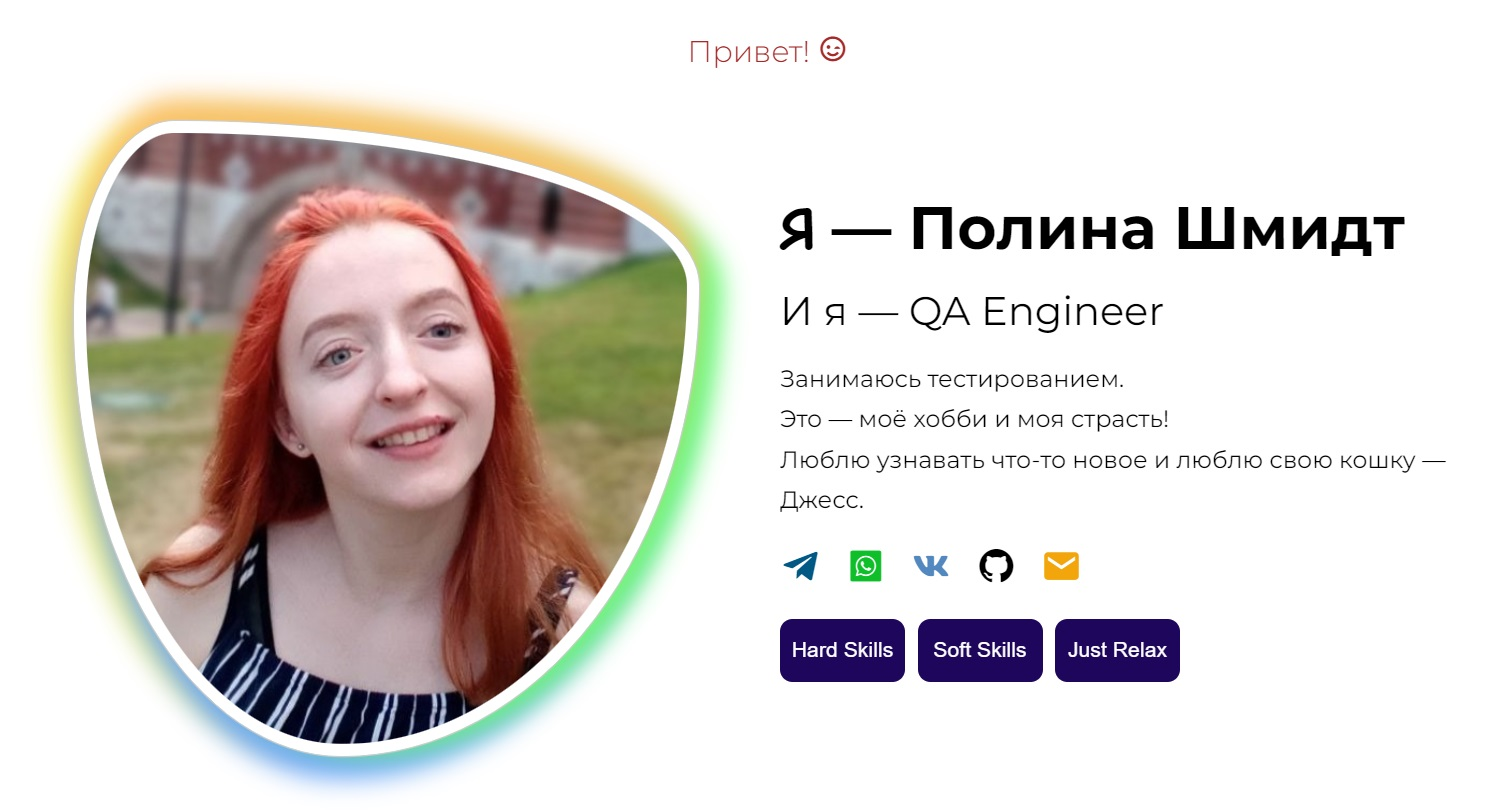 Привет!
Я — Полина Шмидт
И я — QA Engineer
Занимаюсь тестированием.
Это — моё хобби и моя страсть!
Люблю узнавать что-то новое и люблю свою кошку —
Джесс.
Hard Skills Soft Skills Just Relax